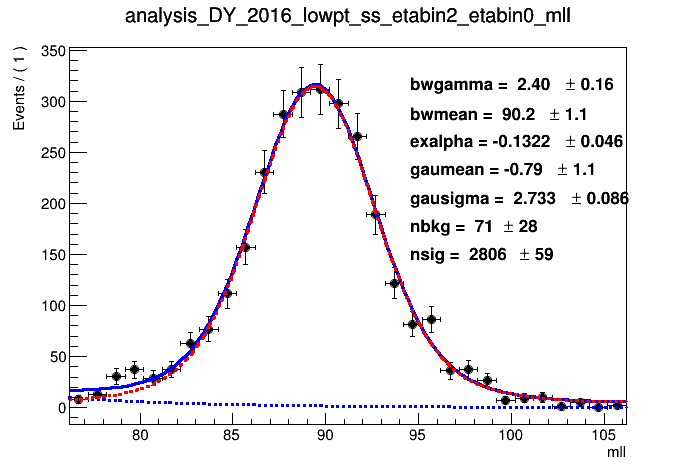 analysis_DY_2016_lowpt_ss_etabin2_etabin0_mll
Events / ( 1 )
350
300
250
200
150
100
50
0
bwgamma = 2.40 ± 0.16
bwmean = 90.2 ± 1.1
exalpha = -0.1322 ± 0.046
gaumean = -0.79 ± 1.1
gausigma = 2.733 ± 0.086
nbkg = 71 ± 28
nsig = 2806 ± 59
80 85 90 95 100 105
mll